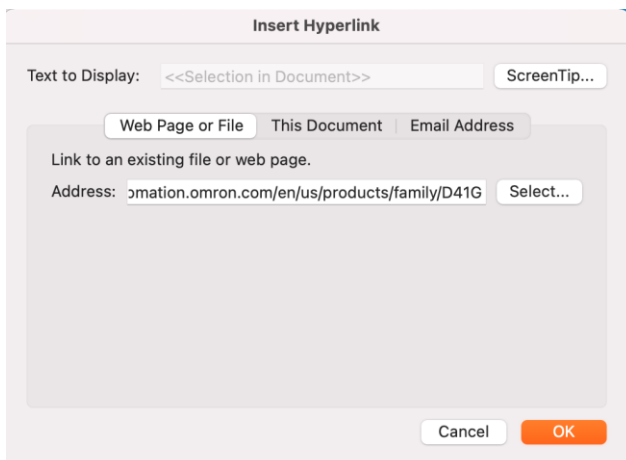 Insert Hyperlink
Text to Display: <<Selection in Document>> ScreenTip...
Web Page or File This Document Email Address
Link to an existing file or web page.
Address: omation.omron.com/en/us/products/family/D41G Select...
Cancel OK